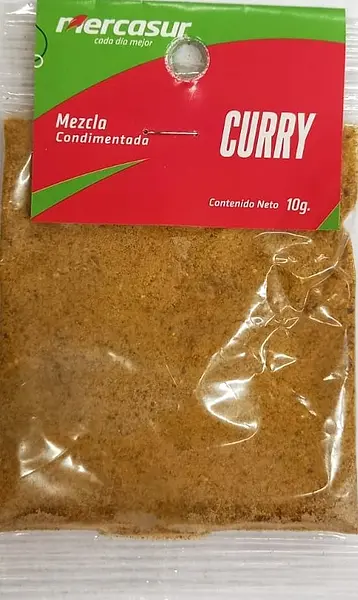 mercasur
cada día mejor
Mezcla
Condimentada
CURRY
Contenido Neto 10g.